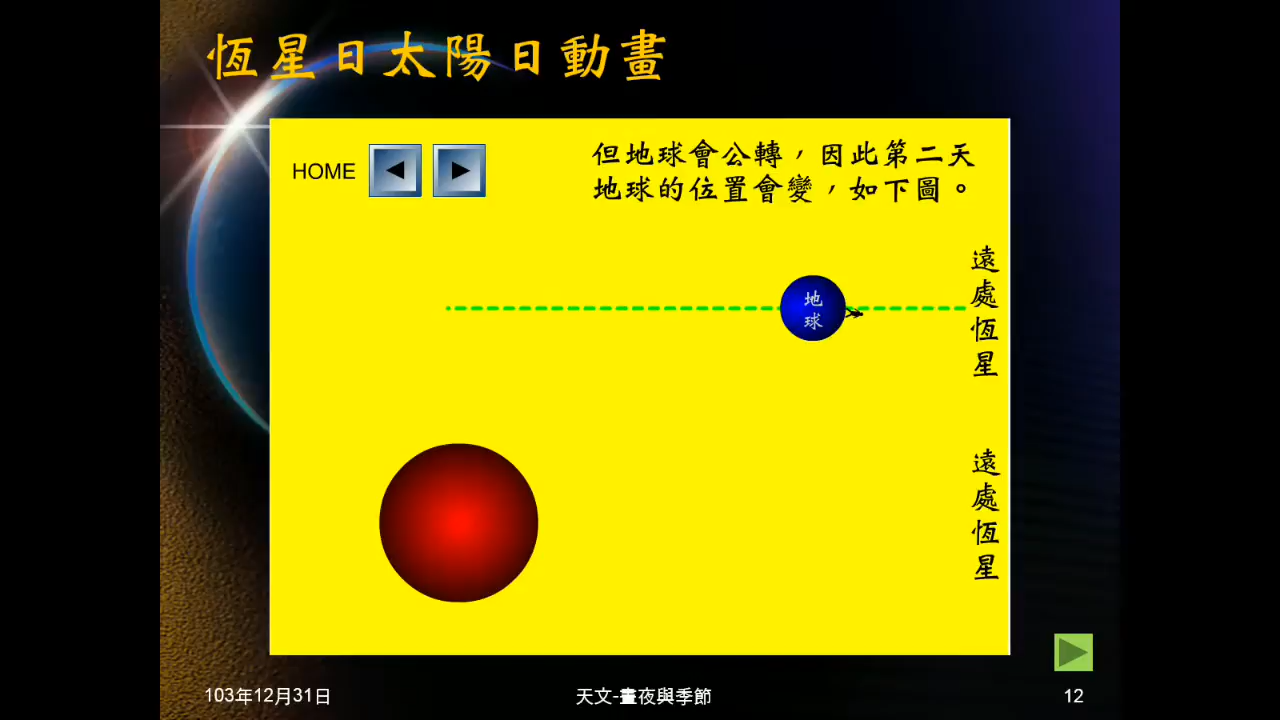 恆星日太陽日動畫
HOME
但地球會公轉，因此第二天
地球的位置會變，如下圖。
遠處恆星
地球
遠處恆星
103年12月31日
天文-晝夜與季節
12